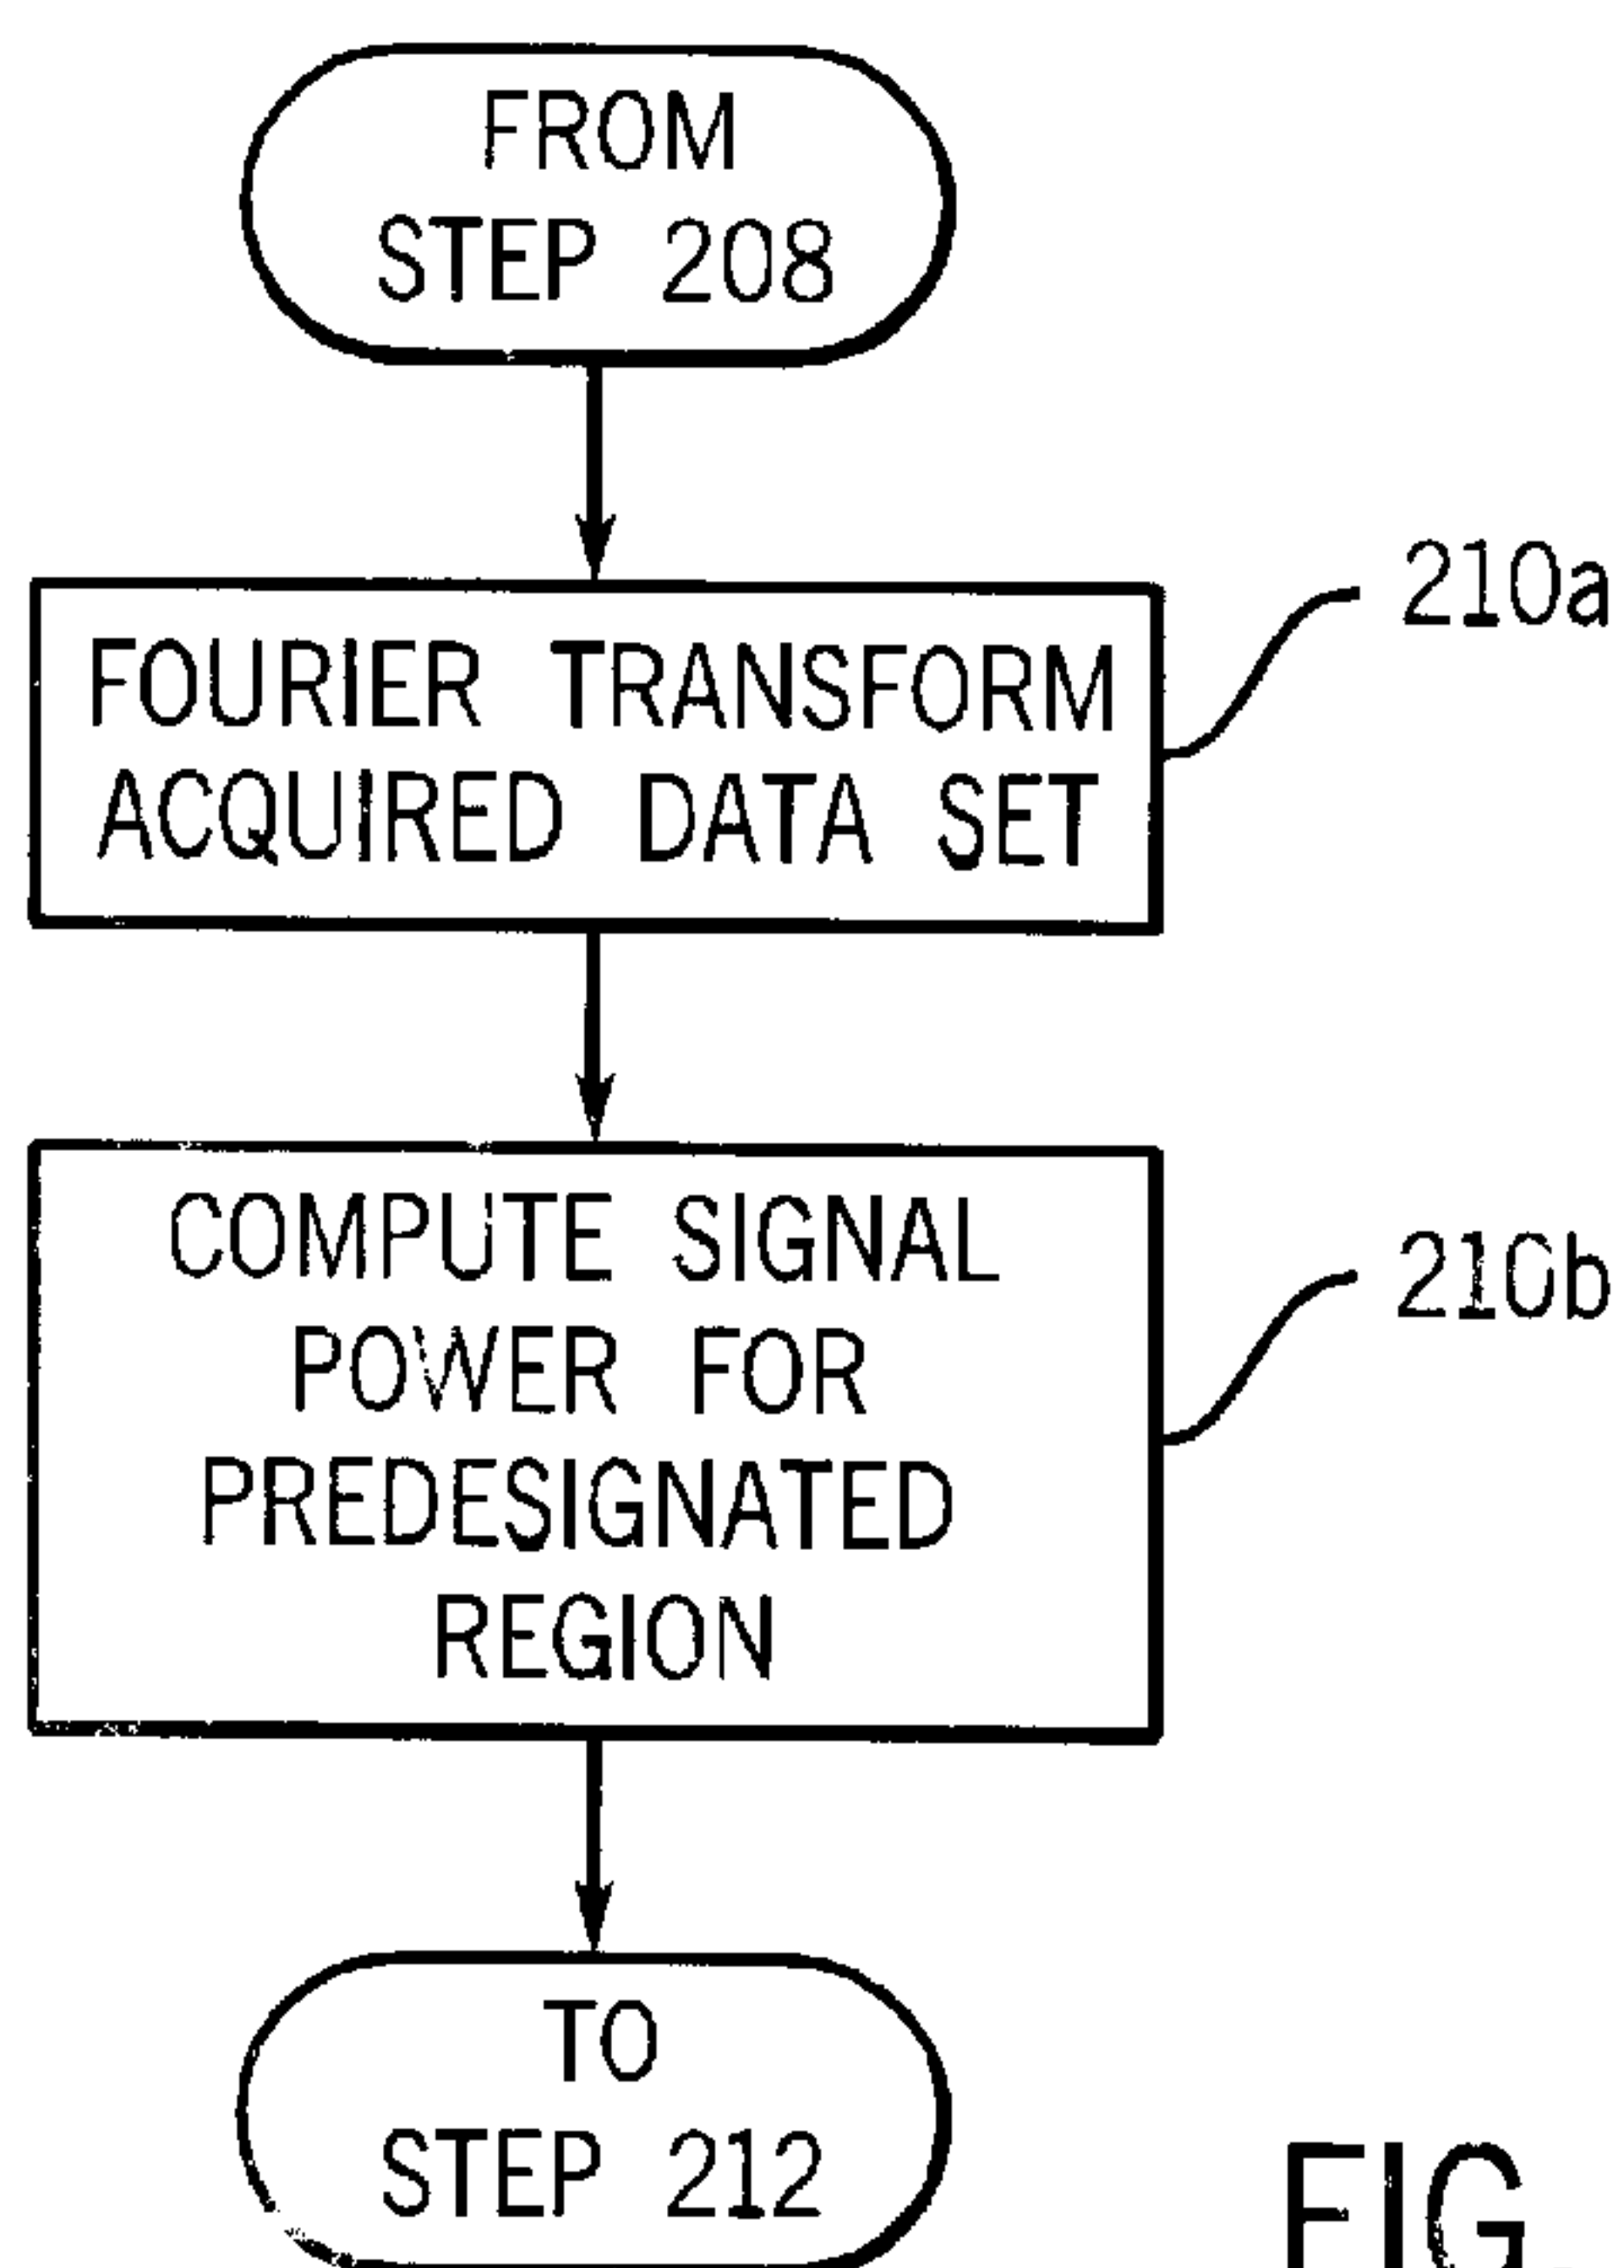 FROM
STEP 208
210a
FOURIER TRANSFORM
ACQUIRED DATA SET
COMPUTE SIGNAL
210b
POWER FOR
PREDESIGNATED
REGION
TO
STEP 212
FIG.